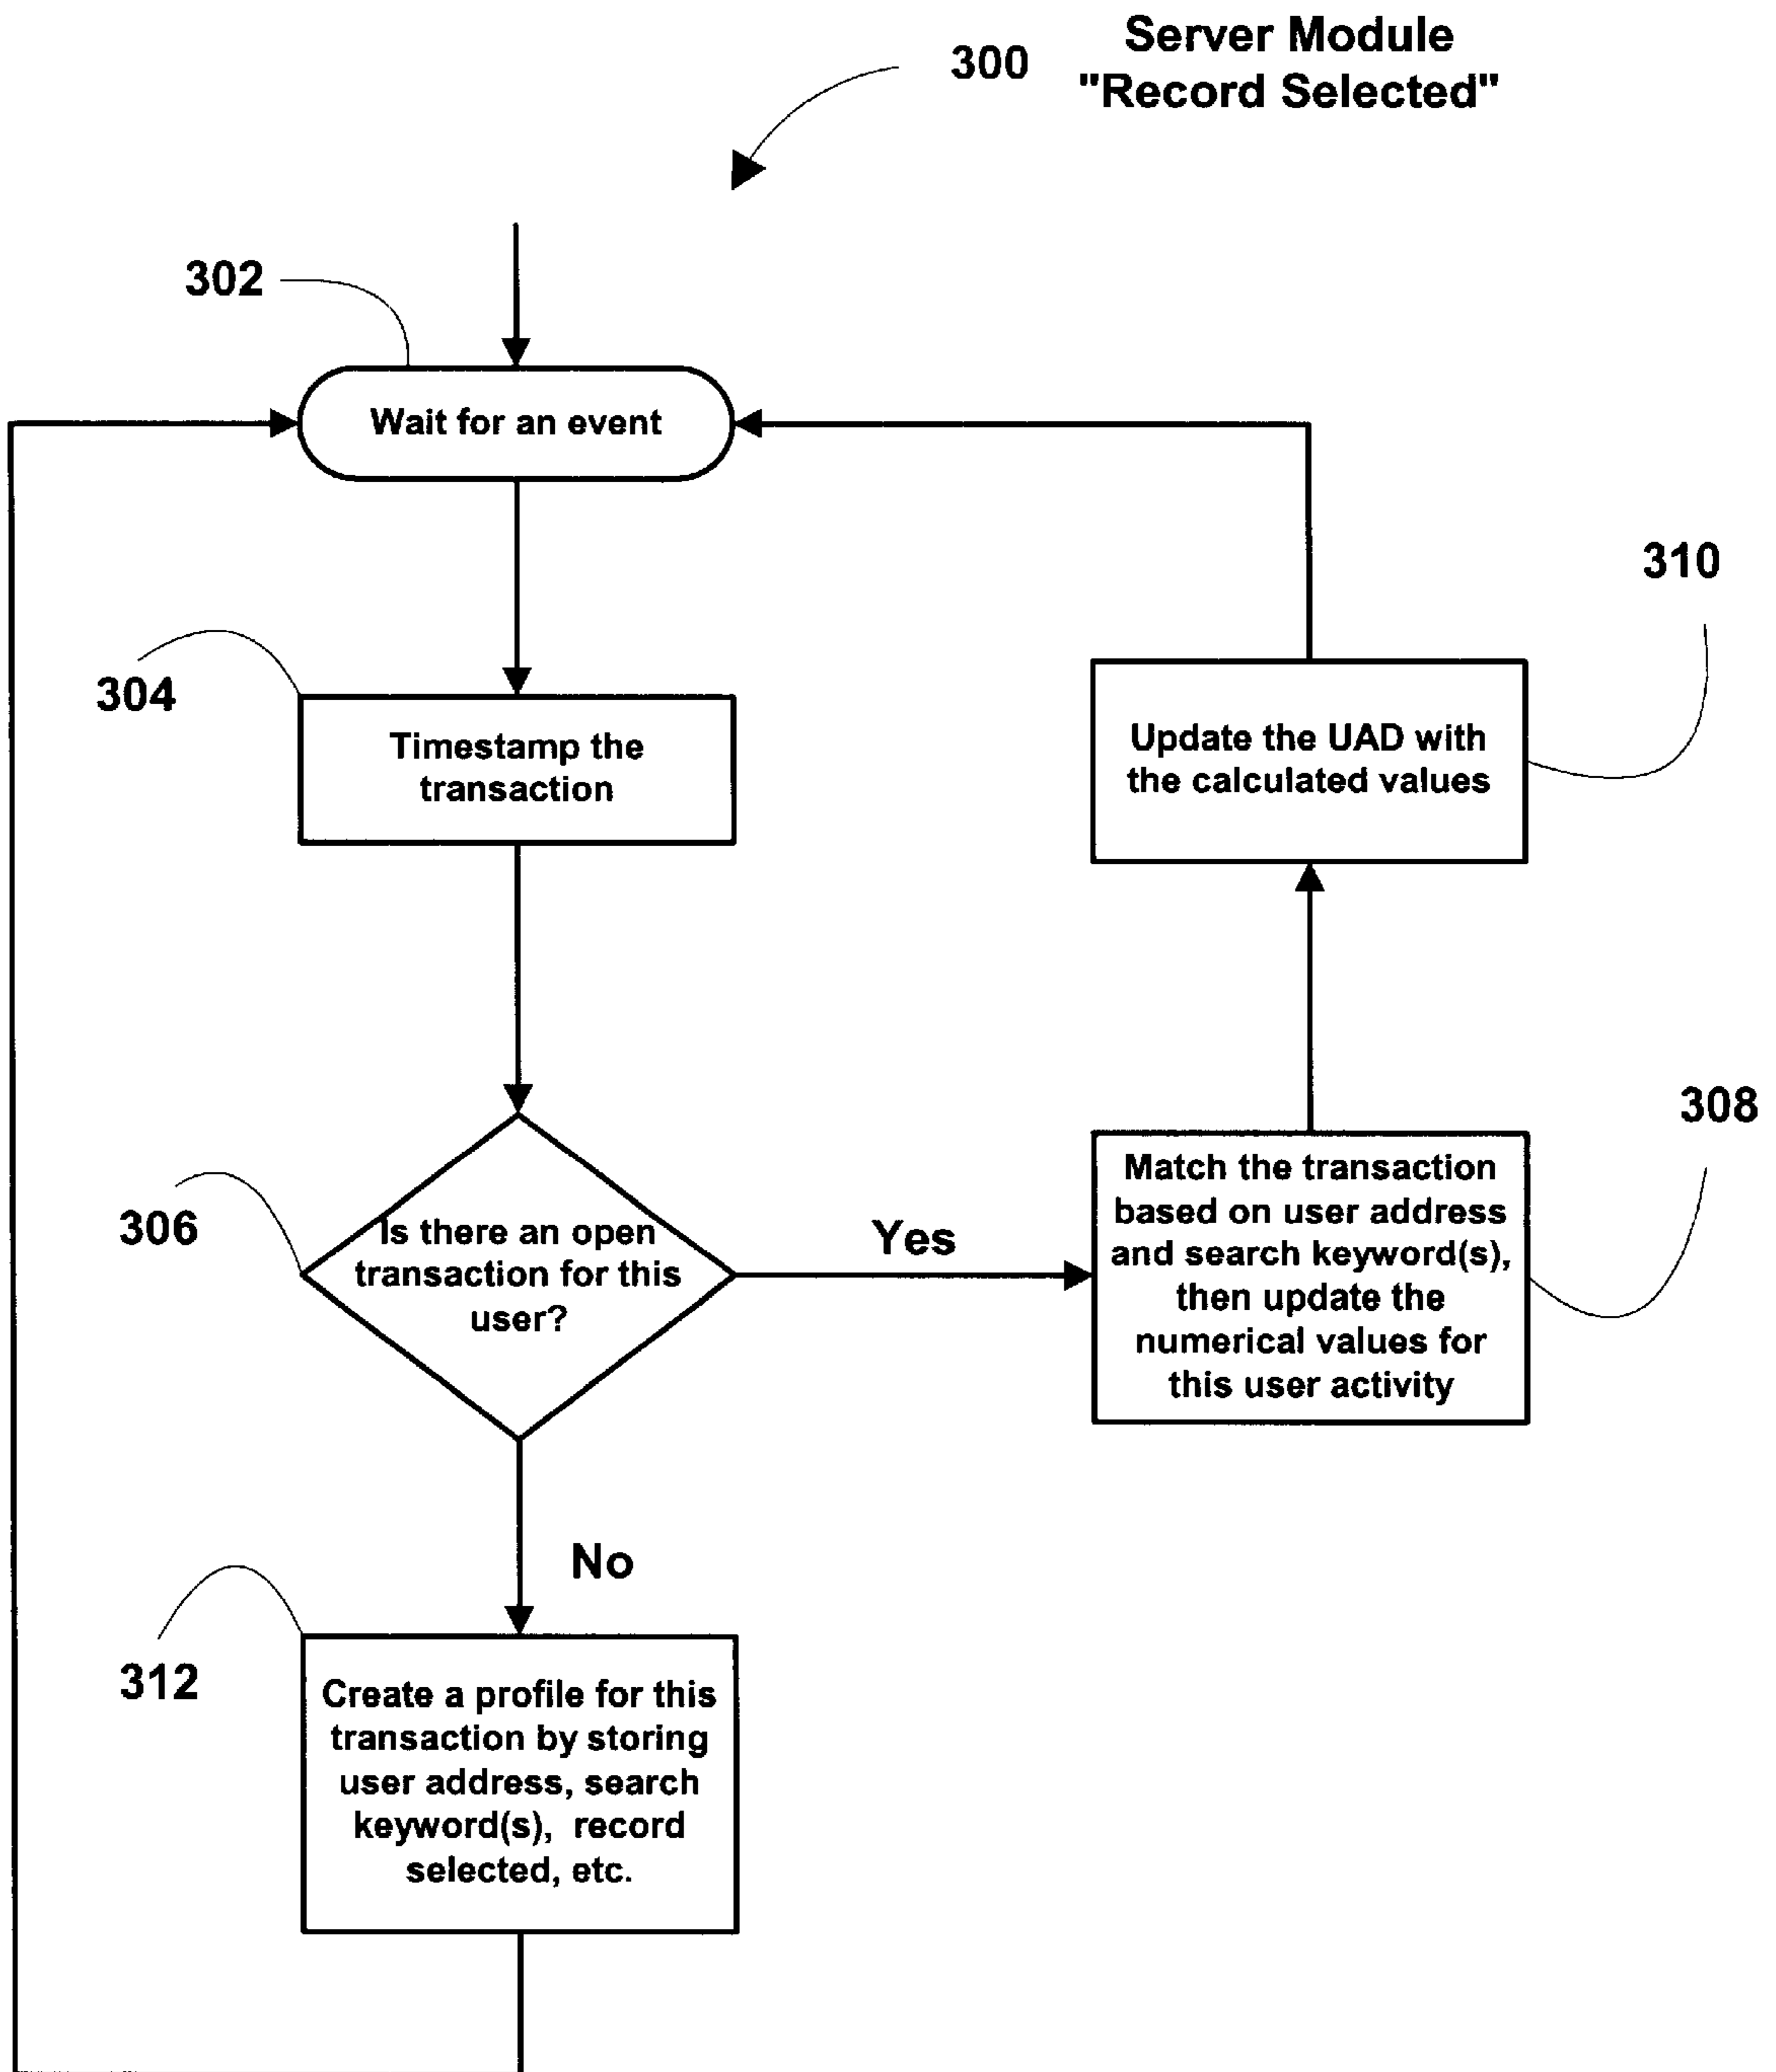 300
Server Module
"Record Selected"
302
Wait for an event
304
Timestamp the
transaction
310
Update the UAD with
the calculated values
306
Is there an open
transaction for this
user?
Yes
308
Match the transaction
based on user address
and search keyword(s),
then update the
numerical values for
this user activity
No
312
Create a profile for this
transaction by storing
user address, search
keyword(s), record
selected, etc.